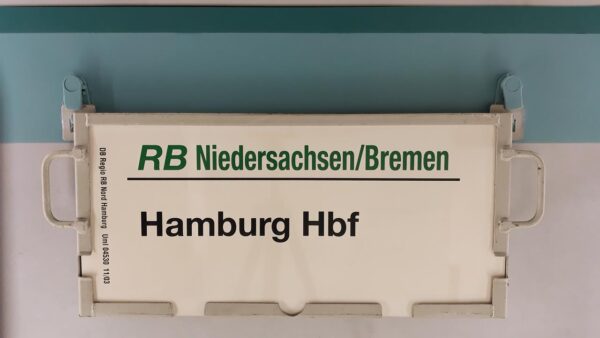 RB Niedersachsen/Bremen
Hamburg Hbf
DB Regio RB Nord Hamburg Uml 04530 11/03